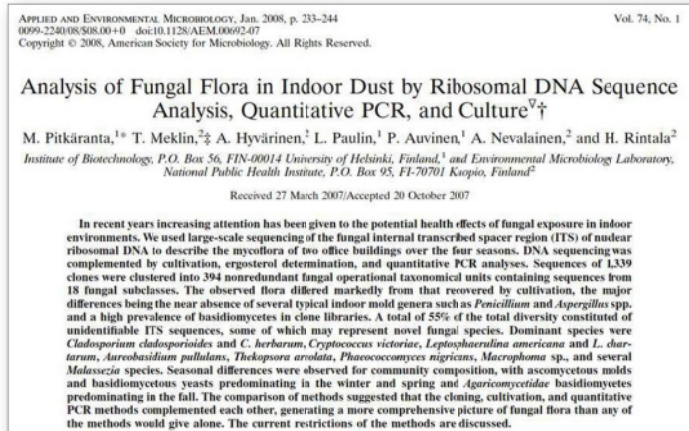 APPLIED AND ENVIRONMENTAL MICROBIOLOGY, Jan. 2008, p. 233–244
Vol. 74, No. 1
0099-2240/08/$08.00+0 doi:10.1128/AEM.00692-07
Copyright © 2008, American Society for Microbiology. All Rights Reserved.
Analysis of Fungal Flora in Indoor Dust by Ribosomal DNA Sequence
Analysis, Quantitative PCR, and Culture▿†
M. Pitkäranta,1* T. Meklin,2‡ A. Hyvärinen,2 L. Paulin,1 P. Auvinen,1 A. Nevalainen,2 and H. Rintala2
Institute of Biotechnology, P.O. Box 56, FIN-00014 University of Helsinki, Finland,1 and Environmental Microbiology Laboratory,
National Public Health Institute, P.O. Box 95, FI-70701 Kuopio, Finland2
Received 27 March 2007/Accepted 20 October 2007
In recent years increasing attention has been given to the potential health effects of fungal exposure in indoor
environments. We used large-scale sequencing of the fungal internal transcribed spacer region (ITS) of nuclear
ribosomal DNA to describe the mycoflora of two office buildings over the four seasons. DNA sequencing was
complemented by cultivation, ergosterol determination, and quantitative PCR analyses. Sequences of 1,339
clones were clustered into 394 nonredundant fungal operational taxonomical units containing sequences from
18 fungal subclasses. The observed flora differed markedly from that recovered by cultivation, the major
differences being the near absence of several typical indoor mold genera such as Penicillium and Aspergillus spp.
and a high prevalence of basidiomycetes in clone libraries. A total of 55% of the total diversity constituted of
unidentifiable ITS sequences, some of which may represent novel fungal species. Dominant species were
Cladosporium cladosporioides and C. herbarum, Cryptococcus victoriae, Leptosphaerulina americana and L. char-
tarum, Aureobasidium pullulans, Thekopsora areolata, Phaeococcomyces nigricans, Macrophoma sp., and several
Malassezia species. Seasonal differences were observed for community composition, with ascomycetous molds
and basidiomycetous yeasts predominating in the winter and spring and Agaricomycetidae basidiomycetes
predominating in the fall. The comparison of methods suggested that the cloning, cultivation, and quantitative
PCR methods complemented each other, generating a more comprehensive picture of fungal flora than any of
the methods would give alone. The current restrictions of the methods are discussed.